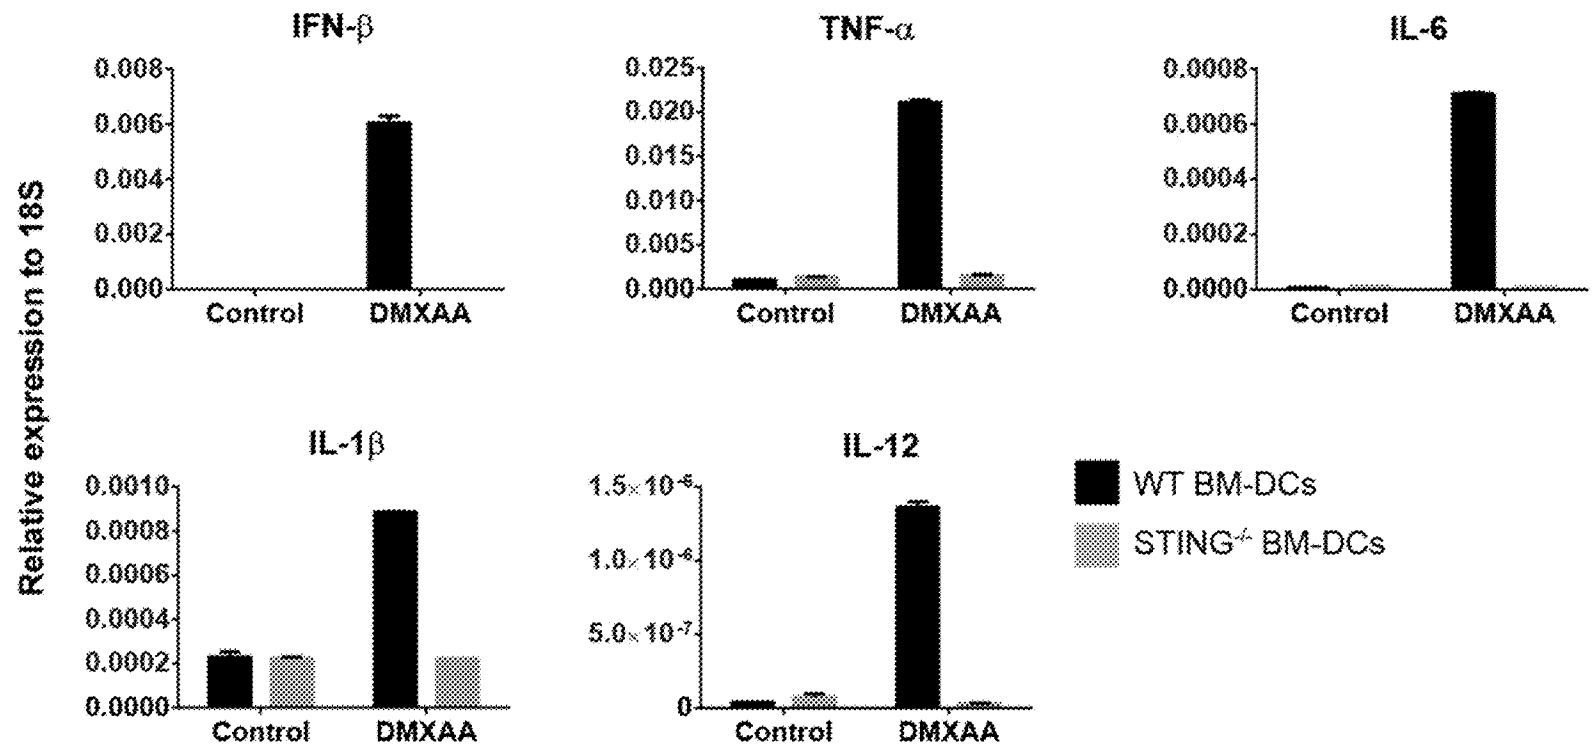 IFN-β
0.008
0.006
0.004
0.002
0.000
Control
DMXAA
TNF-α
0.025
0.020
0.015
0.010
0.005
0.000
Control
DMXAA
IL-6
0.0008
0.0006
0.0004
0.0002
0.0000
Control
DMXAA
Relative expression to 18S
IL-1β
0.0010
0.0008
0.0006
0.0004
0.0002
0.0000
Control
DMXAA
IL-12
1.5×10⁻⁶
1.0×10⁻⁶
5.0×10⁻⁷
0
Control
DMXAA
WT BM-DCs
STING⁻/⁻ BM-DCs